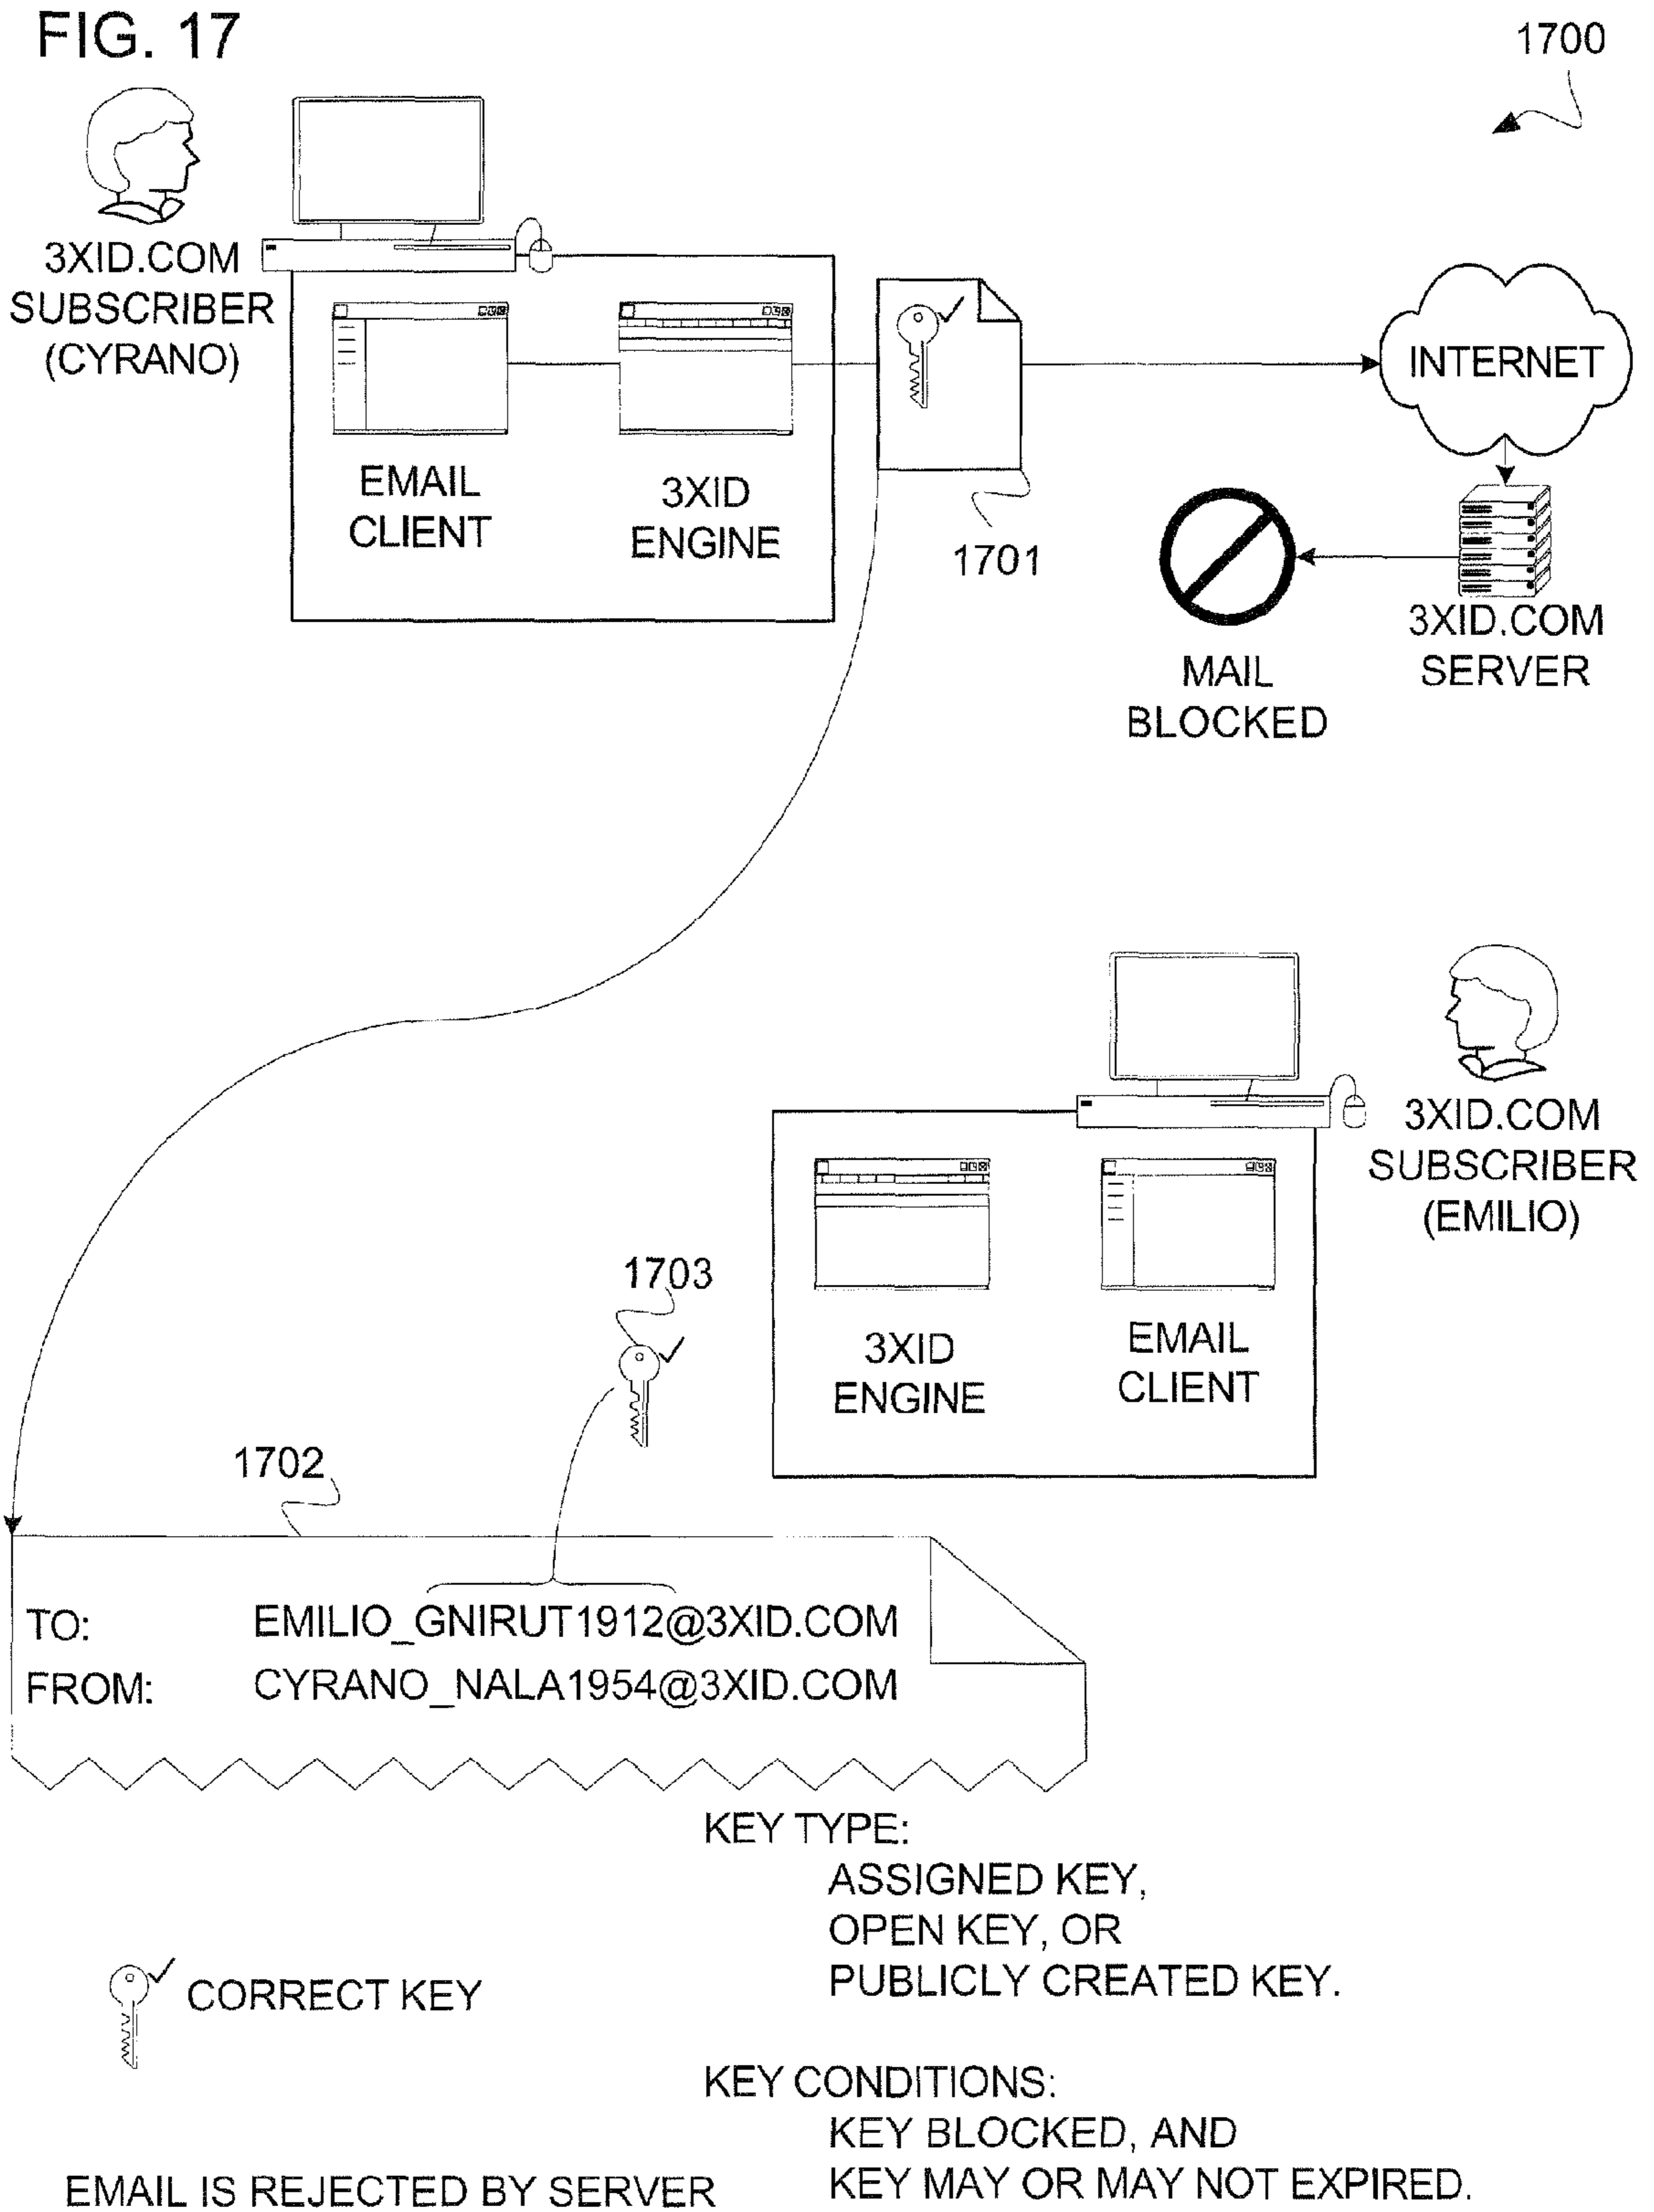 FIG. 17
1700
3XID.COM
SUBSCRIBER
(CYRANO)
EMAIL
CLIENT
3XID
ENGINE
1701
INTERNET
3XID.COM
SERVER
MAIL
BLOCKED
3XID.COM
SUBSCRIBER
(EMILIO)
3XID
ENGINE
EMAIL
CLIENT
1703
1702
TO: EMILIO_GNIRUT1912@3XID.COM
FROM: CYRANO_NALA1954@3XID.COM
KEY TYPE:
ASSIGNED KEY,
OPEN KEY, OR
PUBLICLY CREATED KEY.
CORRECT KEY
KEY CONDITIONS:
KEY BLOCKED, AND
KEY MAY OR MAY NOT EXPIRED.
EMAIL IS REJECTED BY SERVER